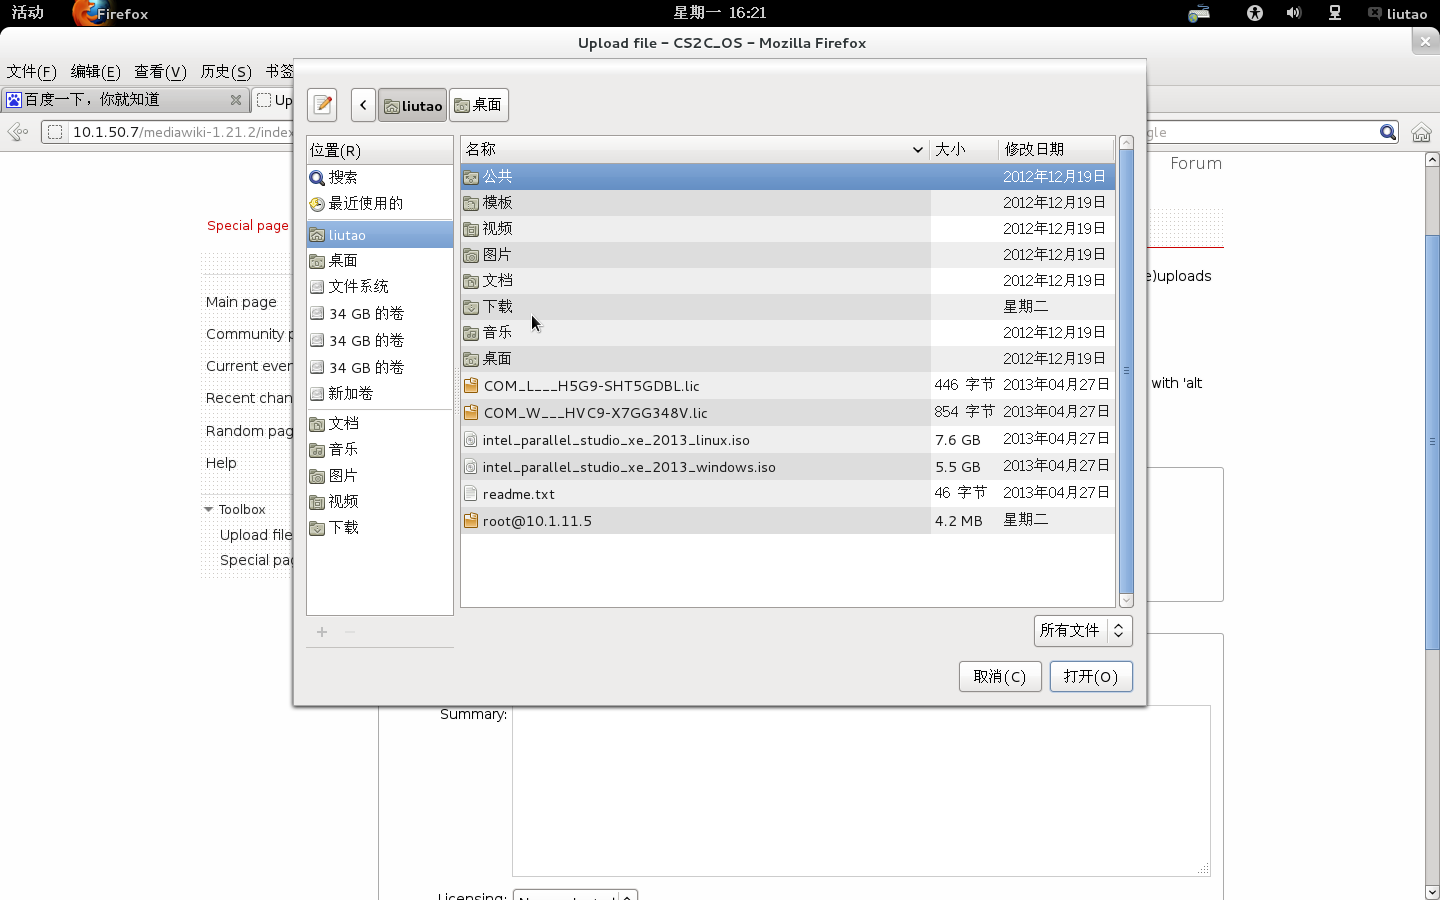 活动 Firefox 星期一 16:21 liutao
Upload file - CS2C_OS - Mozilla Firefox
文件(F) 编辑(E) 查看(V) 历史(S) 书签
百度一下，你就知道 Up
10.1.50.7/mediawiki-1.21.2/index
liutao 桌面
位置(R) 名称 大小 修改日期
搜索
最近使用的
liutao
桌面
文件系统
34 GB 的卷
34 GB 的卷
34 GB 的卷
新加卷
文档
音乐
图片
视频
下载
公共 2012年12月19日
模板 2012年12月19日
视频 2012年12月19日
图片 2012年12月19日
文档 2012年12月19日
下载 星期二
音乐 2012年12月19日
桌面 2012年12月19日
COM_L___H5G9-SHT5GDBL.lic 446 字节 2013年04月27日
COM_W___HVC9-X7GG348V.lic 854 字节 2013年04月27日
intel_parallel_studio_xe_2013_linux.iso 7.6 GB 2013年04月27日
intel_parallel_studio_xe_2013_windows.iso 5.5 GB 2013年04月27日
readme.txt 46 字节 2013年04月27日
root@10.1.11.5 4.2 MB 星期二
所有文件
取消(C) 打开(O)
Forum
Special page
e)uploads
Main page
Community p
Current ever
Recent chan
Random pag
Help
with 'alt
Toolbox
Upload file
Special pag
Summary:
Licensing: